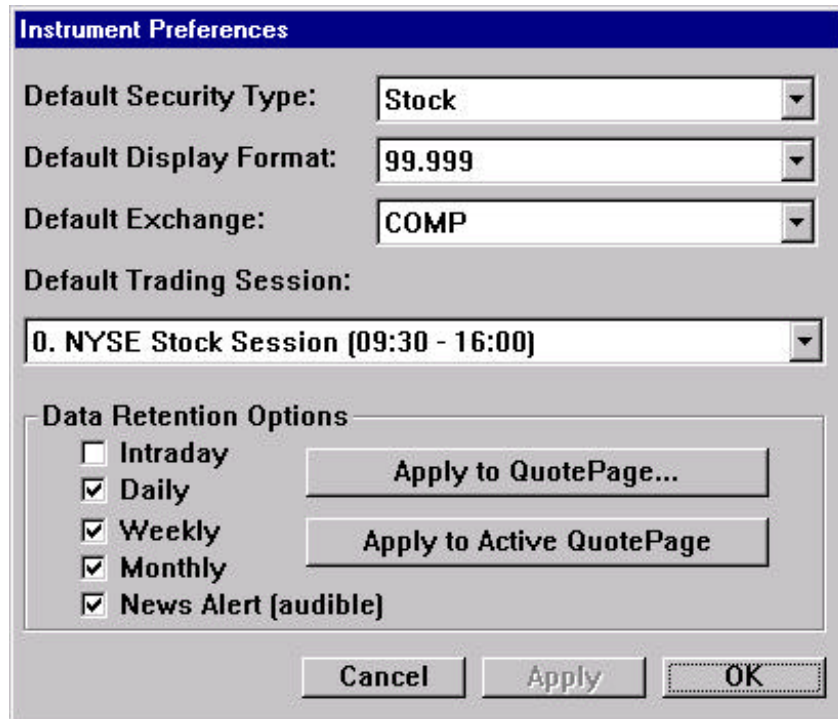 Instrument Preferences
Default Security Type: Stock
Default Display Format: 99.999
Default Exchange: COMP
Default Trading Session:
0. NYSE Stock Session (09:30 - 16:00)
Data Retention Options
Intraday
Apply to QuotePage...
Daily
Weekly
Apply to Active QuotePage
Monthly
News Alert (audible)
Cancel Apply OK